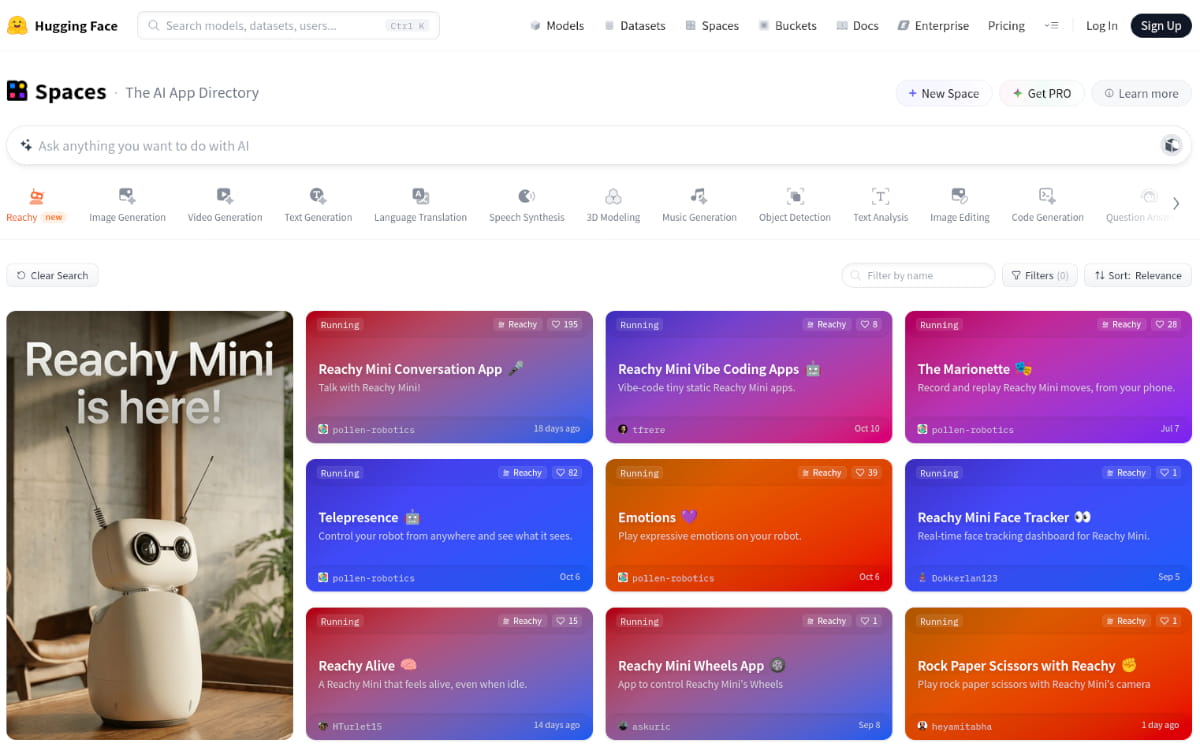 Hugging Face
Search models, datasets, users...
Ctrl K
Models
Datasets
Spaces
Buckets
Docs
Enterprise
Pricing
Log In
Sign Up
Spaces · The AI App Directory
+ New Space
Get PRO
Learn more
Ask anything you want to do with AI
Reachy new
Image Generation
Video Generation
Text Generation
Language Translation
Speech Synthesis
3D Modeling
Music Generation
Object Detection
Text Analysis
Image Editing
Code Generation
Question
Clear Search
Filter by name
Filters (0)
Sort: Relevance
Reachy Mini
is here!
Running
Reachy
195
Reachy Mini Conversation App 🎤
Talk with Reachy Mini!
pollen-robotics
18 days ago
Running
Reachy
8
Reachy Mini Vibe Coding Apps 🤖
Vibe-code tiny static Reachy Mini apps.
tfrere
Oct 10
Running
Reachy
28
The Marionette 🎭
Record and replay Reachy Mini moves, from your phone.
pollen-robotics
Jul 7
Running
Reachy
82
Telepresence 🤖
Control your robot from anywhere and see what it sees.
pollen-robotics
Oct 6
Running
Reachy
39
Emotions 💜
Play expressive emotions on your robot.
pollen-robotics
Oct 6
Running
Reachy
1
Reachy Mini Face Tracker 👀
Real-time face tracking dashboard for Reachy Mini.
Dokkerlan123
Sep 5
Running
Reachy
15
Reachy Alive 🧠
A Reachy Mini that feels alive, even when idle.
HTurlet15
14 days ago
Running
Reachy
1
Reachy Mini Wheels App 🛞
App to control Reachy Mini's Wheels
askuric
Sep 8
Running
Reachy
1
Rock Paper Scissors with Reachy ✊
Play rock paper scissors with Reachy Mini's camera
heyamitabha
1 day ago